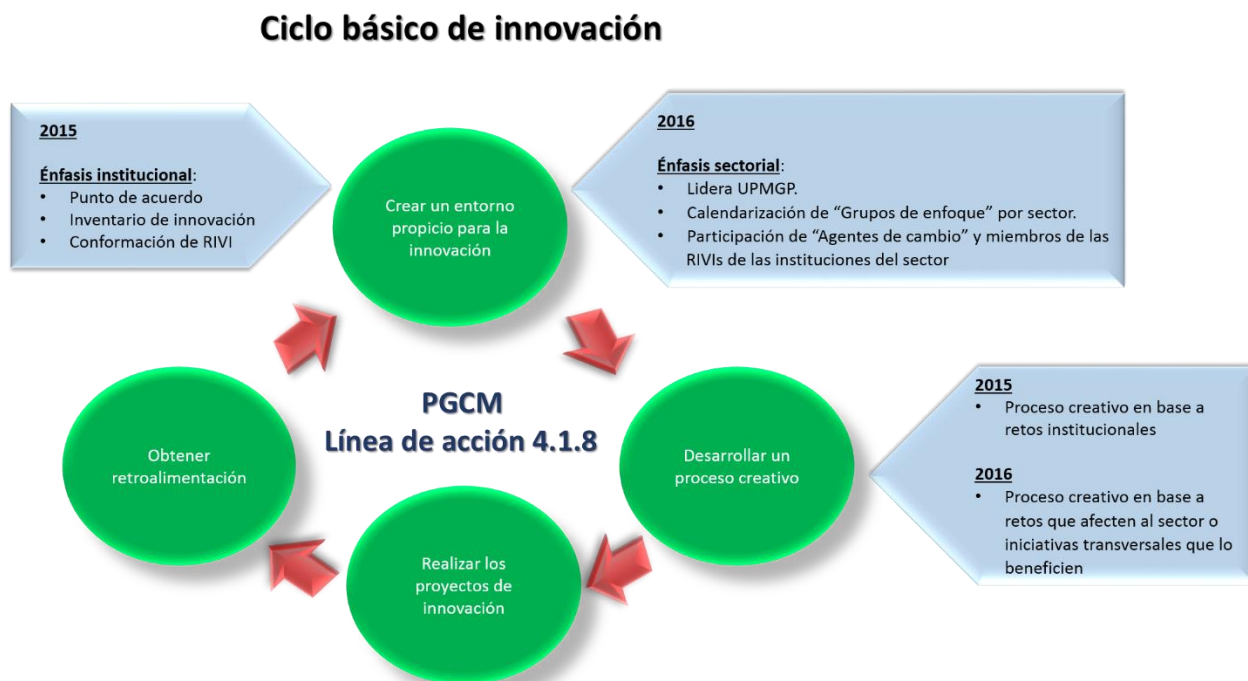 Ciclo básico de innovación
2015
Énfasis institucional:
• Punto de acuerdo
• Inventario de innovación
• Conformación de RIVI
Crear un entorno
propicio para la
innovación
2016
Énfasis sectorial:
• Lidera UPMGP.
• Calendarización de “Grupos de enfoque” por sector.
• Participación de “Agentes de cambio” y miembros de las
RIVIs de las instituciones del sector
PGCM
Línea de acción 4.1.8
Obtener
retroalimentación
Desarrollar un
proceso creativo
2015
• Proceso creativo en base a
retos institucionales
2016
• Proceso creativo en base a
retos que afecten al sector o
iniciativas transversales que lo
beneficien
Realizar los
proyectos de
innovación